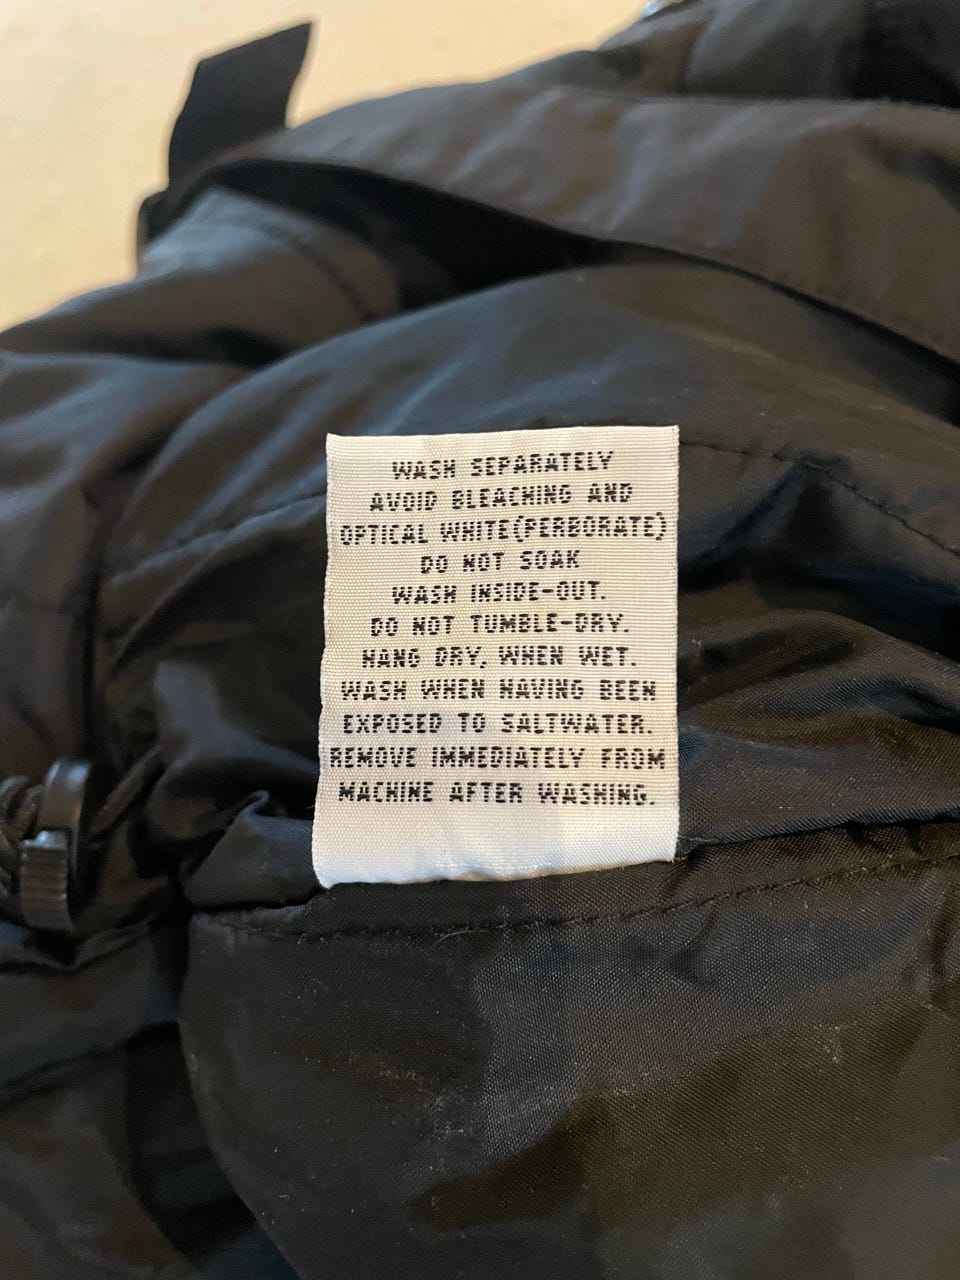 WASH SEPARATELY
AVOID BLEACHING AND
OPTICAL WHITE(PERBORATE)
DO NOT SOAK
WASH INSIDE-OUT.
DO NOT TUMBLE-DRY.
HANG DRY, WHEN WET.
WASH WHEN HAVING BEEN
EXPOSED TO SALTWATER.
REMOVE IMMEDIATELY FROM
MACHINE AFTER WASHING.